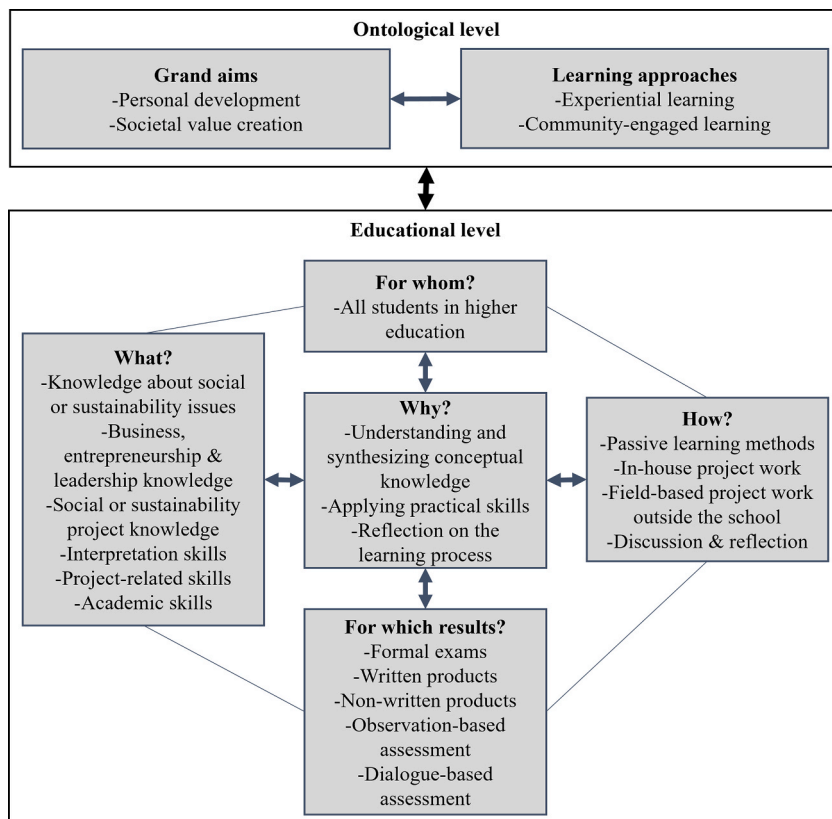 Ontological level
Grand aims
-Personal development
-Societal value creation
Learning approaches
-Experiential learning
-Community-engaged learning
Educational level
For whom?
-All students in higher
education
What?
-Knowledge about social
or sustainability issues
-Business,
entrepreneurship &
leadership knowledge
-Social or sustainability
project knowledge
-Interpretation skills
-Project-related skills
-Academic skills
Why?
-Understanding and
synthesizing conceptual
knowledge
-Applying practical skills
-Reflection on the
learning process
How?
-Passive learning methods
-In-house project work
-Field-based project work
outside the school
-Discussion & reflection
For which results?
-Formal exams
-Written products
-Non-written products
-Observation-based
assessment
-Dialogue-based
assessment